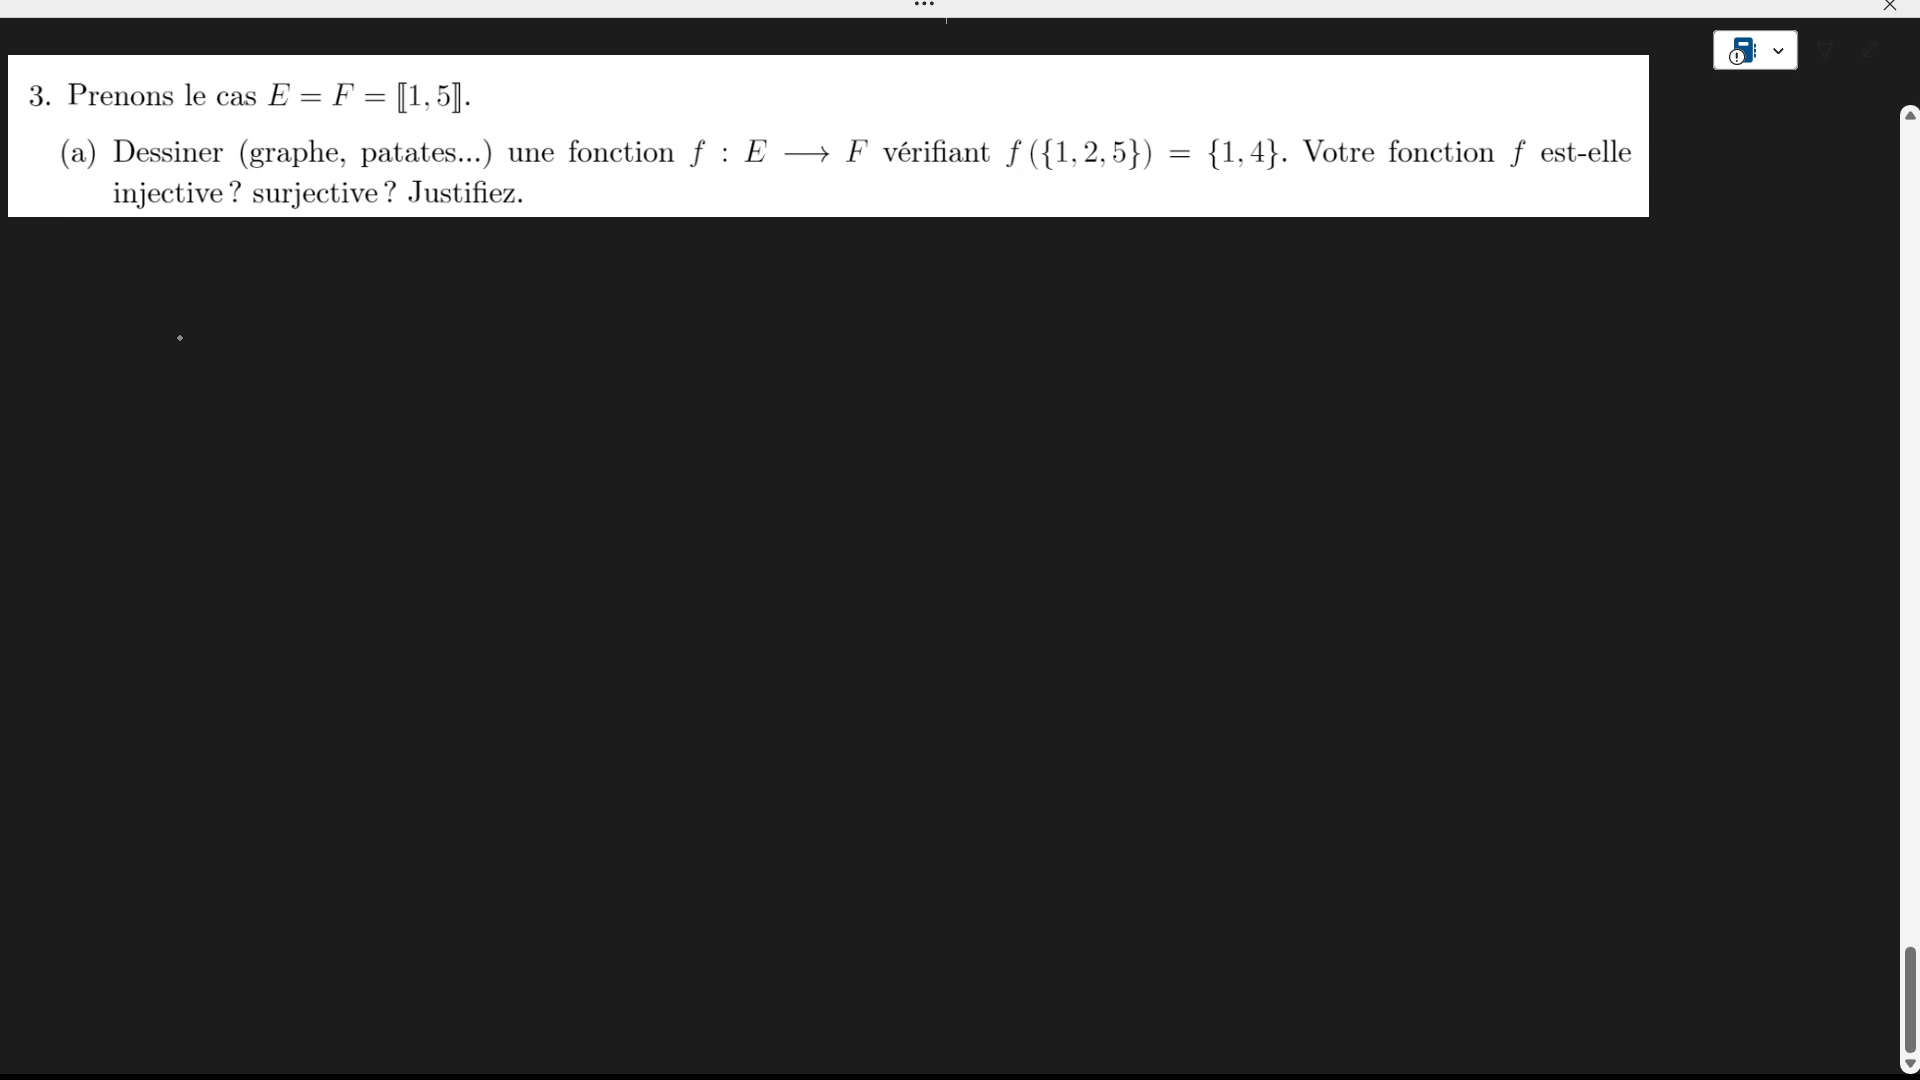 3. Prenons le cas E = F = ⟦1, 5⟧.
(a) Dessiner (graphe, patates...) une fonction f : E ⟶ F vérifiant f ({1, 2, 5}) = {1, 4}. Votre fonction f est-elle
injective ? surjective ? Justifiez.